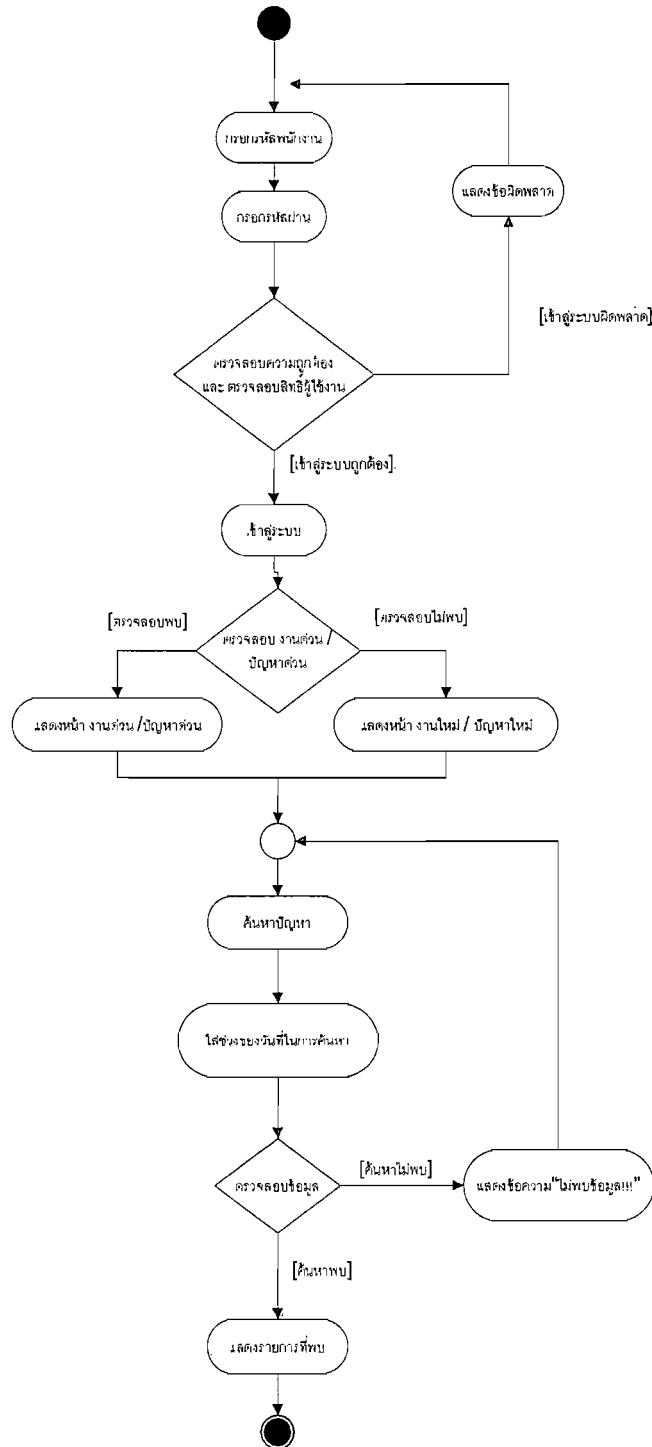 กรอกรหัสพนักงาน
แสดงข้อผิดพลาด
กรอกรหัสผ่าน
[เข้าสู่ระบบผิดพลาด]
ตรวจสอบความถูกต้อง
และ ตรวจสอบสิทธิ์ผู้ใช้งาน
[เข้าสู่ระบบถูกต้อง].
เข้าสู่ระบบ
[ตรวจสอบพบ]
[ตรวจสอบไม่พบ]
ตรวจสอบ งานด่วน /
ปัญหาด่วน
แสดงหน้า งานด่วน /ปัญหาด่วน
แสดงหน้า งานใหม่ / ปัญหาใหม่
ค้นหาปัญหา
ใส่ช่วงของวันที่ในการค้นหา
[ค้นหาไม่พบ]
ตรวจสอบข้อมูล
แสดงข้อความ"ไม่พบข้อมูล!!!"
[ค้นหาพบ]
แสดงรายการที่พบ